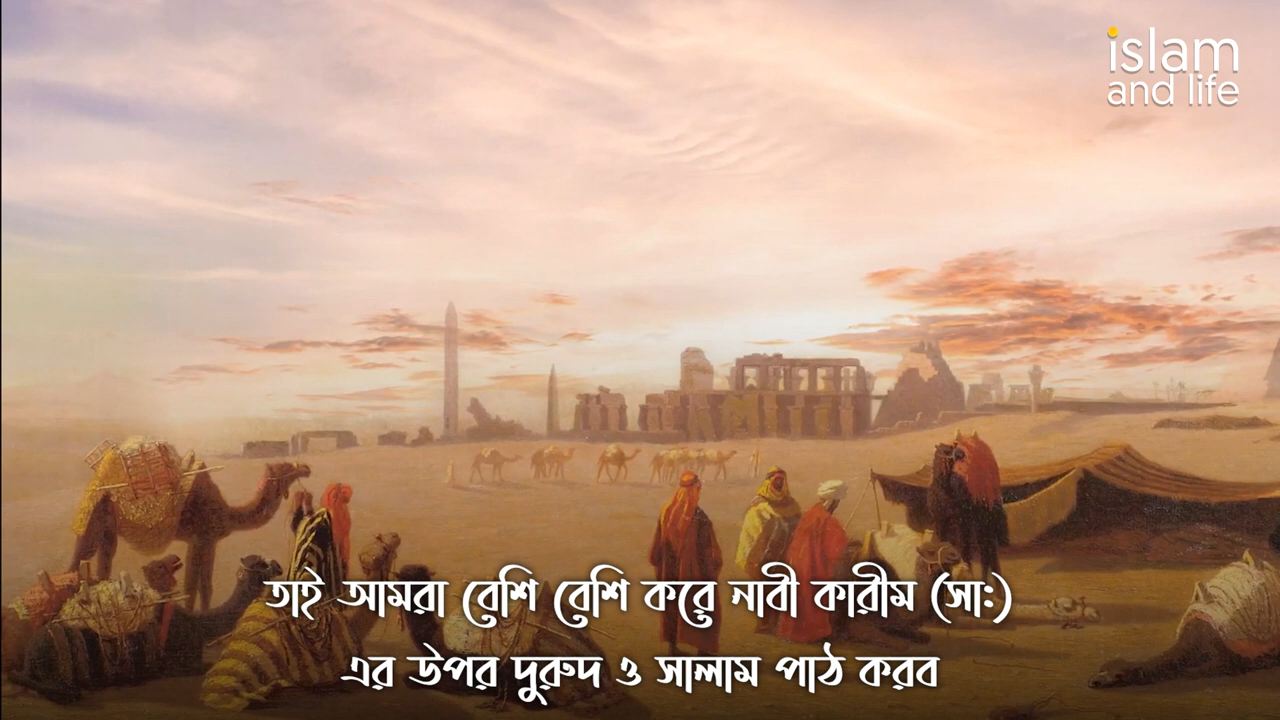 islam
and life
তাই আমরা বেশি বেশি করে নাবী কারীম (সাঃ)
এর উপর দুরুদ ও সালাম পাঠ করব